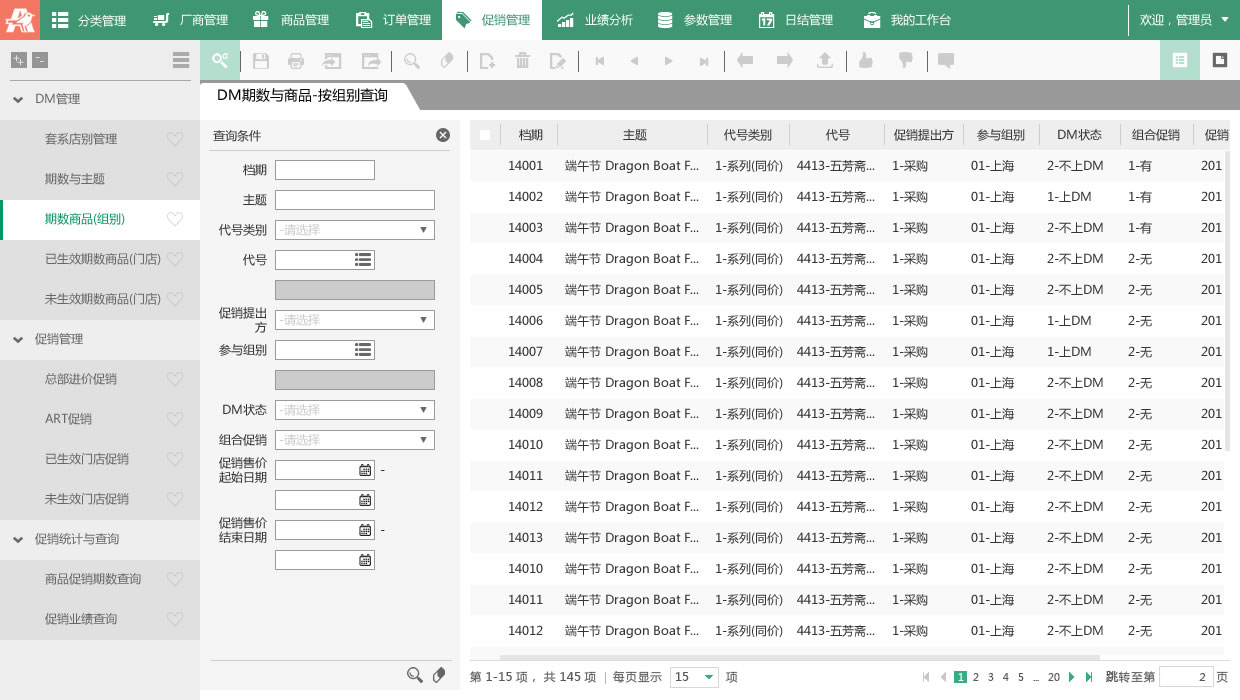 分类管理 厂商管理 商品管理 订单管理 促销管理 业绩分析 参数管理 日结管理 我的工作台 欢迎，管理员
DM管理
套系店别管理
期数与主题
期数商品(组别)
已生效期数商品(门店)
未生效期数商品(门店)
促销管理
总部进价促销
ART促销
已生效门店促销
未生效门店促销
促销统计与查询
商品促销期数查询
促销业绩查询
DM期数与商品-按组别查询
查询条件
档期
主题
代号类别 -请选择
代号
促销提出方 -请选择
参与组别
DM状态 -请选择
组合促销 -请选择
促销售价起始日期 -
促销售价结束日期 -
档期 主题 代号类别 代号 促销提出方 参与组别 DM状态 组合促销 促销
14001 端午节 Dragon Boat F... 1-系列(同价) 4413-五芳斋... 1-采购 01-上海 2-不上DM 1-有 201
14002 端午节 Dragon Boat F... 1-系列(同价) 4413-五芳斋... 1-采购 01-上海 1-上DM 1-有 201
14003 端午节 Dragon Boat F... 1-系列(同价) 4413-五芳斋... 1-采购 01-上海 2-不上DM 1-有 201
14004 端午节 Dragon Boat F... 1-系列(同价) 4413-五芳斋... 1-采购 01-上海 2-不上DM 2-无 201
14005 端午节 Dragon Boat F... 1-系列(同价) 4413-五芳斋... 1-采购 01-上海 2-不上DM 2-无 201
14006 端午节 Dragon Boat F... 1-系列(同价) 4413-五芳斋... 1-采购 01-上海 1-上DM 2-无 201
14007 端午节 Dragon Boat F... 1-系列(同价) 4413-五芳斋... 1-采购 01-上海 1-上DM 2-无 201
14008 端午节 Dragon Boat F... 1-系列(同价) 4413-五芳斋... 1-采购 01-上海 2-不上DM 2-无 201
14009 端午节 Dragon Boat F... 1-系列(同价) 4413-五芳斋... 1-采购 01-上海 2-不上DM 2-无 201
14010 端午节 Dragon Boat F... 1-系列(同价) 4413-五芳斋... 1-采购 01-上海 2-不上DM 2-无 201
14011 端午节 Dragon Boat F... 1-系列(同价) 4413-五芳斋... 1-采购 01-上海 2-不上DM 2-无 201
14012 端午节 Dragon Boat F... 1-系列(同价) 4413-五芳斋... 1-采购 01-上海 2-不上DM 2-无 201
14013 端午节 Dragon Boat F... 1-系列(同价) 4413-五芳斋... 1-采购 01-上海 2-不上DM 2-无 201
14010 端午节 Dragon Boat F... 1-系列(同价) 4413-五芳斋... 1-采购 01-上海 2-不上DM 2-无 201
14011 端午节 Dragon Boat F... 1-系列(同价) 4413-五芳斋... 1-采购 01-上海 2-不上DM 2-无 201
14012 端午节 Dragon Boat F... 1-系列(同价) 4413-五芳斋... 1-采购 01-上海 2-不上DM 2-无 201
第 1-15 项， 共 145 项 | 每页显示 15 项 1 2 3 4 5 ... 20 跳转至第 2 页